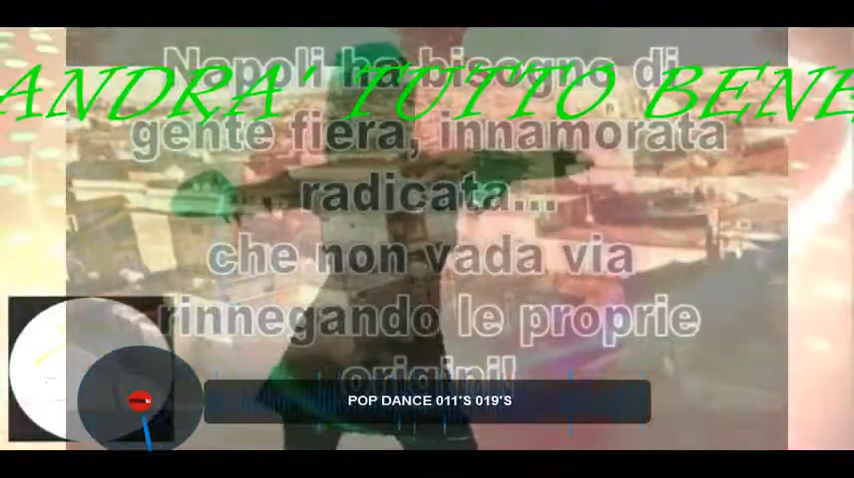 Napoli ha bisogno di
ANDRA' TUTTO BENE
gente fiera, innamorata
radicata...
che non vada via
rinnegando le proprie
origini!
POP DANCE 011'S 019'S